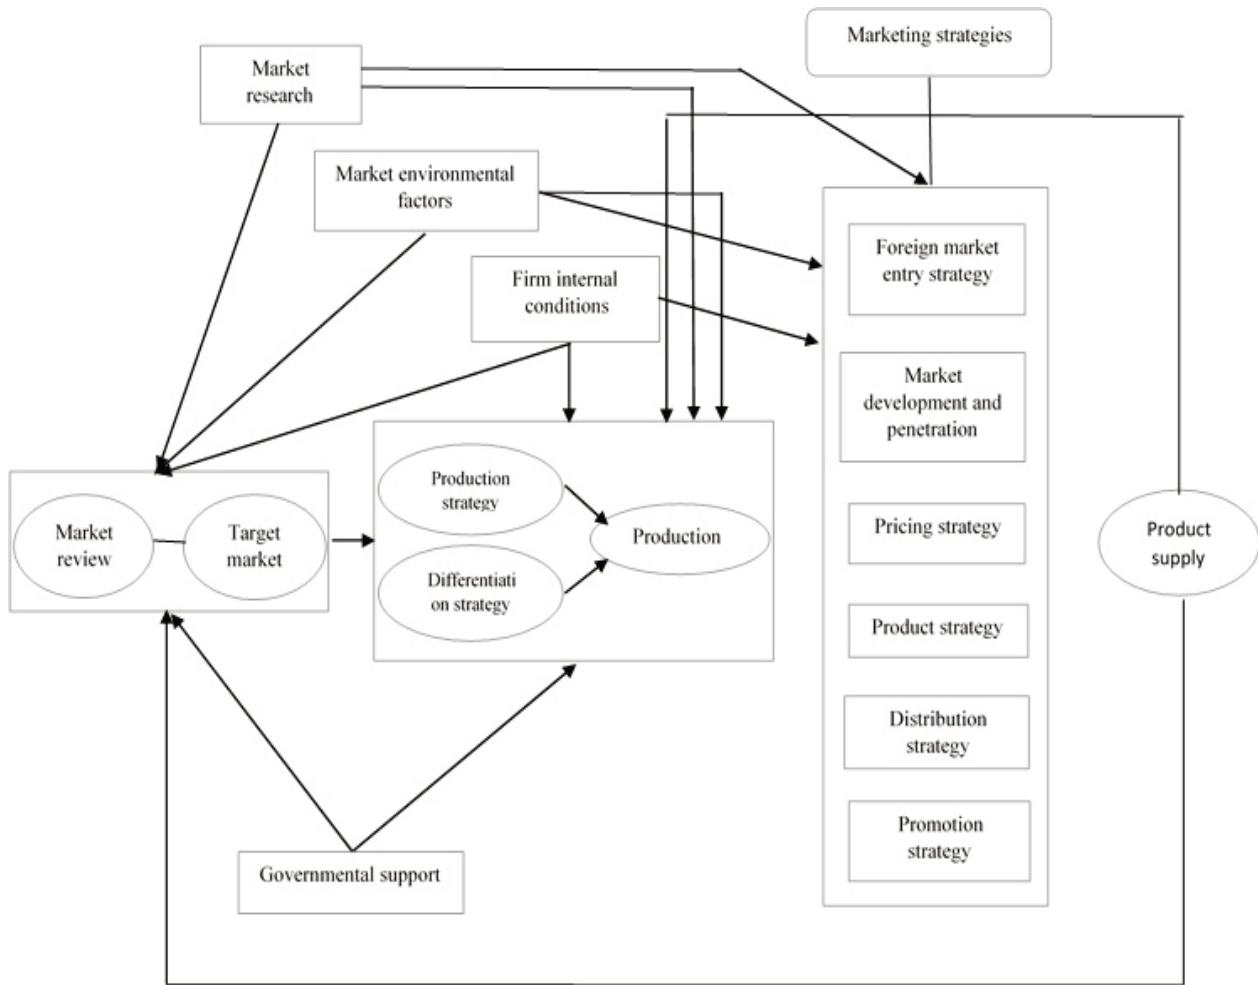 Marketing strategies
Market
research
Market environmental
factors
Firm internal
conditions
Foreign market
entry strategy
Market
development and
penetration
Pricing strategy
Product strategy
Distribution
strategy
Promotion
strategy
Product
supply
Market
review
Target
market
Production
strategy
Differentiati
on strategy
Production
Governmental support